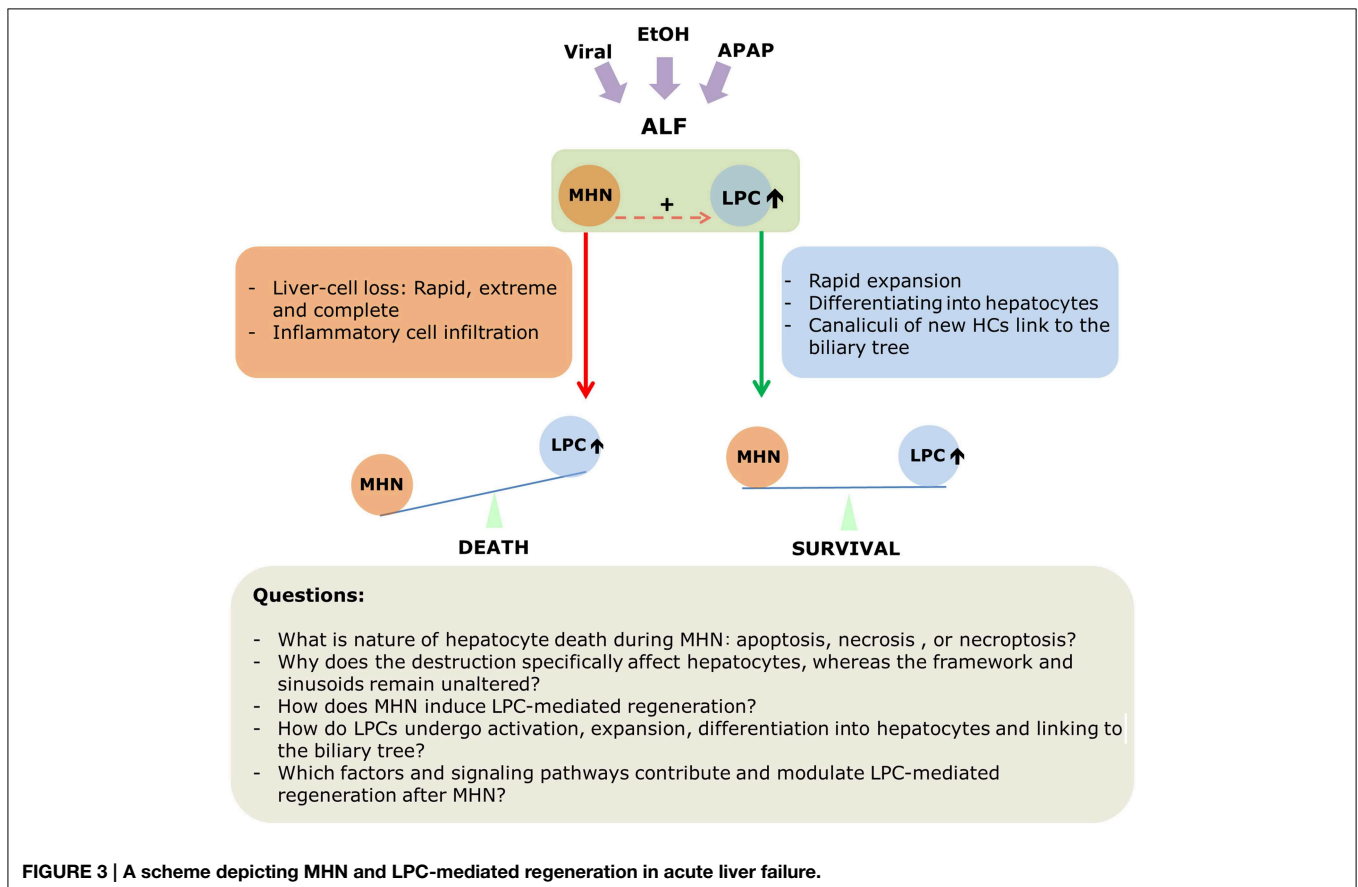 Viral
EtOH
APAP
ALF
MHN
+
LPC
- Liver-cell loss: Rapid, extreme
and complete
- Inflammatory cell infiltration
- Rapid expansion
- Differentiating into hepatocytes
- Canaliculi of new HCs link to the
biliary tree
MHN
LPC
MHN
LPC
DEATH
SURVIVAL
Questions:
- What is nature of hepatocyte death during MHN: apoptosis, necrosis , or necroptosis?
- Why does the destruction specifically affect hepatocytes, whereas the framework and
sinusoids remain unaltered?
- How does MHN induce LPC-mediated regeneration?
- How do LPCs undergo activation, expansion, differentiation into hepatocytes and linking to
the biliary tree?
- Which factors and signaling pathways contribute and modulate LPC-mediated
regeneration after MHN?
FIGURE 3 | A scheme depicting MHN and LPC-mediated regeneration in acute liver failure.